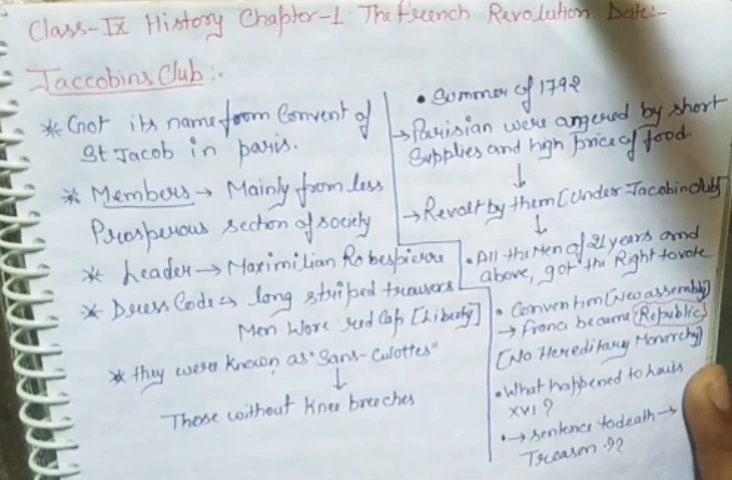 Class-IX History Chapter-1 The French Revolution Date:-
Jaccobins Club:-
* Got its name from Convent of
St Jacob in paris.
* Members → Mainly from less
Prosperous section of society
* Leader → Maximilian Robespierre
* Dress Code → long striped trousers
Men Wore red Cap [Liberty]
* they were known as "Sans-Culottes"
↓
Those without Knee breeches
• Summer of 1792
→ Parisian were angered by short
Supplies and high price of food
↓
→ Revolt by them [Under Jacobin club]
↓
• All the Men of 21 years and
above, got the Right to vote
• Convention [New assembly]
→ France became Republic
[No Hereditary Monarchy]
• What happened to Louis
XVI ?
• → sentence to death →
Treason